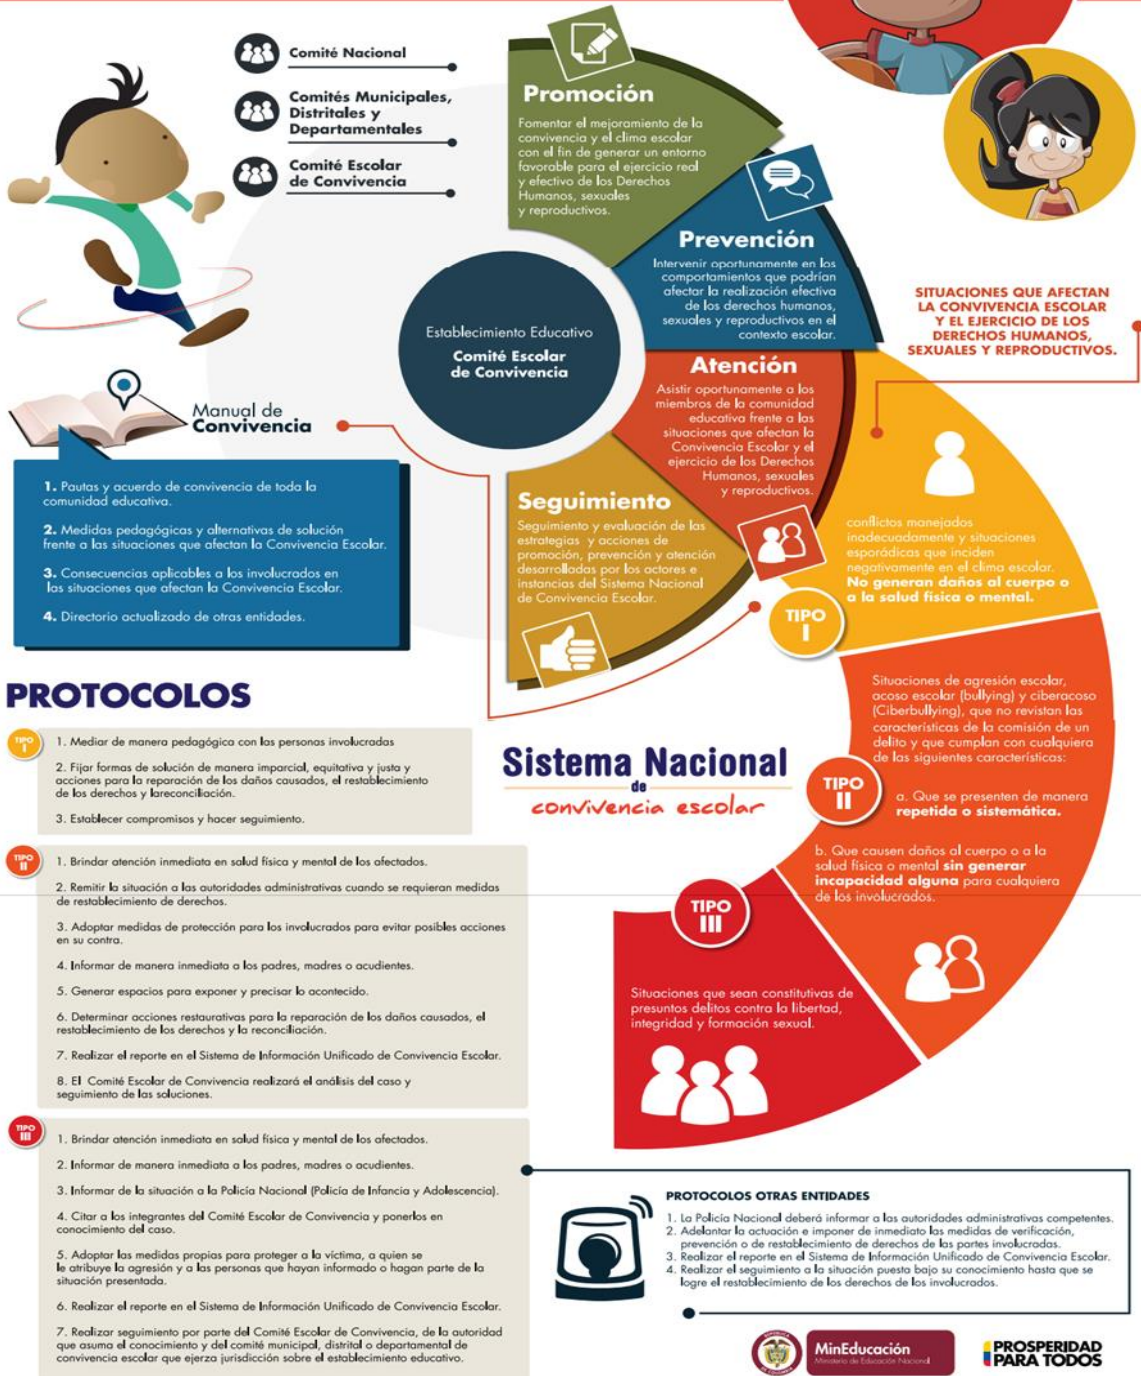 Comité Nacional
Comités Municipales,
Distritales y
Departamentales
Comité Escolar
de Convivencia
Promoción
Fomentar el mejoramiento de la
convivencia y el clima escolar
con el fin de generar un entorno
favorable para el ejercicio real
y efectivo de los Derechos
Humanos, sexuales
y reproductivos.
Prevención
Intervenir oportunamente en los
comportamientos que podrían
afectar la realización efectiva
de los derechos humanos,
sexuales y reproductivos en el
contexto escolar.
Establecimiento Educativo
Comité Escolar
de Convivencia
Atención
Asistir oportunamente a los
miembros de la comunidad
educativa frente a las
situaciones que afectan la
Convivencia Escolar y el
ejercicio de los Derechos
Humanos, sexuales
y reproductivos.
Seguimiento
Seguimiento y evaluación de las
estrategias y acciones de
promoción, prevención y atención
desarrolladas por los actores e
instancias del Sistema Nacional
de Convivencia Escolar.
SITUACIONES QUE AFECTAN
LA CONVIVENCIA ESCOLAR
Y EL EJERCICIO DE LOS
DERECHOS HUMANOS,
SEXUALES Y REPRODUCTIVOS.
Manual de
Convivencia
1. Pautas y acuerdo de convivencia de toda la
comunidad educativa.
2. Medidas pedagógicas y alternativas de solución
frente a las situaciones que afectan la Convivencia Escolar.
3. Consecuencias aplicables a los involucrados en
las situaciones que afectan la Convivencia Escolar.
4. Directorio actualizado de otras entidades.
TIPO
I
conflictos manejados
inadecuadamente y situaciones
esporádicas que inciden
negativamente en el clima escolar.
No generan daños al cuerpo o
a la salud física o mental.
TIPO
II
Situaciones de agresión escolar,
acoso escolar (bullying) y ciberacoso
(Ciberbullying), que no revistan las
características de la comisión de un
delito y que cumplan con cualquiera
de las siguientes características:
a. Que se presenten de manera
repetida o sistemática.
b. Que causen daños al cuerpo o a la
salud física o mental sin generar
incapacidad alguna para cualquiera
de los involucrados.
TIPO
III
Situaciones que sean constitutivas de
presuntos delitos contra la libertad,
integridad y formación sexual.
Sistema Nacional
de
convivencia escolar
PROTOCOLOS
TIPO
I
1. Mediar de manera pedagógica con las personas involucradas
2. Fijar formas de solución de manera imparcial, equitativa y justa y
acciones para la reparación de los daños causados, el restablecimiento
de los derechos y lareconciliación.
3. Establecer compromisos y hacer seguimiento.
TIPO
II
1. Brindar atención inmediata en salud física y mental de los afectados.
2. Remitir la situación a las autoridades administrativas cuando se requieran medidas
de restablecimiento de derechos.
3. Adoptar medidas de protección para los involucrados para evitar posibles acciones
en su contra.
4. Informar de manera inmediata a los padres, madres o acudientes.
5. Generar espacios para exponer y precisar lo acontecido.
6. Determinar acciones restaurativas para la reparación de los daños causados, el
restablecimiento de los derechos y la reconciliación.
7. Realizar el reporte en el Sistema de Información Unificado de Convivencia Escolar.
8. El Comité Escolar de Convivencia realizará el análisis del caso y
seguimiento de las soluciones.
TIPO
III
1. Brindar atención inmediata en salud física y mental de los afectados.
2. Informar de manera inmediata a los padres, madres o acudientes.
3. Informar de la situación a la Policía Nacional (Policía de Infancia y Adolescencia).
4. Citar a los integrantes del Comité Escolar de Convivencia y ponerlos en
conocimiento del caso.
5. Adoptar las medidas propias para proteger a la víctima, a quien se
le atribuye la agresión y a las personas que hayan informado o hagan parte de la
situación presentada.
6. Realizar el reporte en el Sistema de Información Unificado de Convivencia Escolar.
7. Realizar seguimiento por parte del Comité Escolar de Convivencia, de la autoridad
que asuma el conocimiento y del comité municipal, distrital o departamental de
convivencia escolar que ejerza jurisdicción sobre el establecimiento educativo.
PROTOCOLOS OTRAS ENTIDADES
1. La Policía Nacional deberá informar a las autoridades administrativas competentes.
2. Adelantar la actuación e imponer de inmediato las medidas de verificación,
prevención o de restablecimiento de derechos de las partes involucradas.
3. Realizar el reporte en el Sistema de Información Unificado de Convivencia Escolar.
4. Realizar el seguimiento a la situación puesta bajo su conocimiento hasta que se
logre el restablecimiento de los derechos de los involucrados.
MinEducación
Ministerio de Educación Nacional
PROSPERIDAD
PARA TODOS